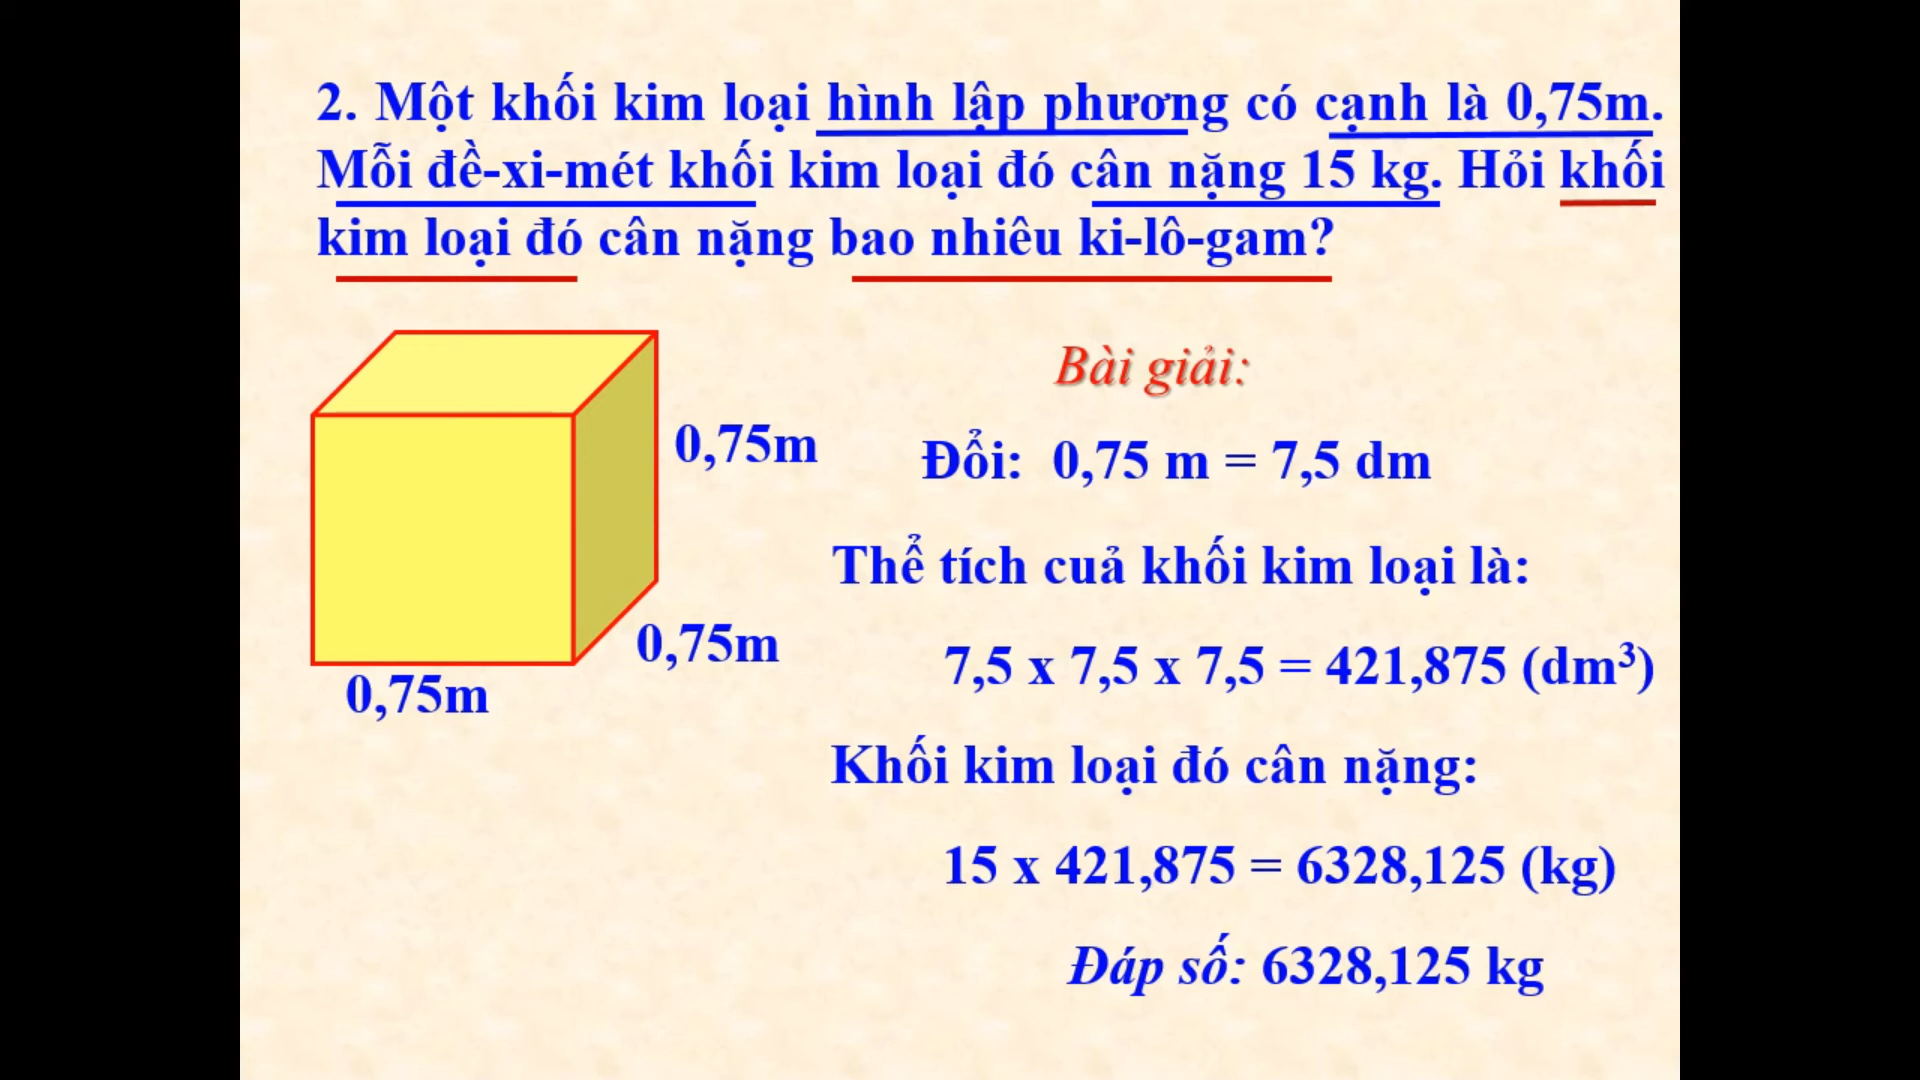 2. Một khối kim loại hình lập phương có cạnh là 0,75m.
Mỗi đề-xi-mét khối kim loại đó cân nặng 15 kg. Hỏi khối
kim loại đó cân nặng bao nhiêu ki-lô-gam?
Bài giải:
0,75m
Đổi: 0,75 m = 7,5 dm
Thể tích cuả khối kim loại là:
0,75m
7,5 x 7,5 x 7,5 = 421,875 (dm³)
0,75m
Khối kim loại đó cân nặng:
15 x 421,875 = 6328,125 (kg)
Đáp số: 6328,125 kg